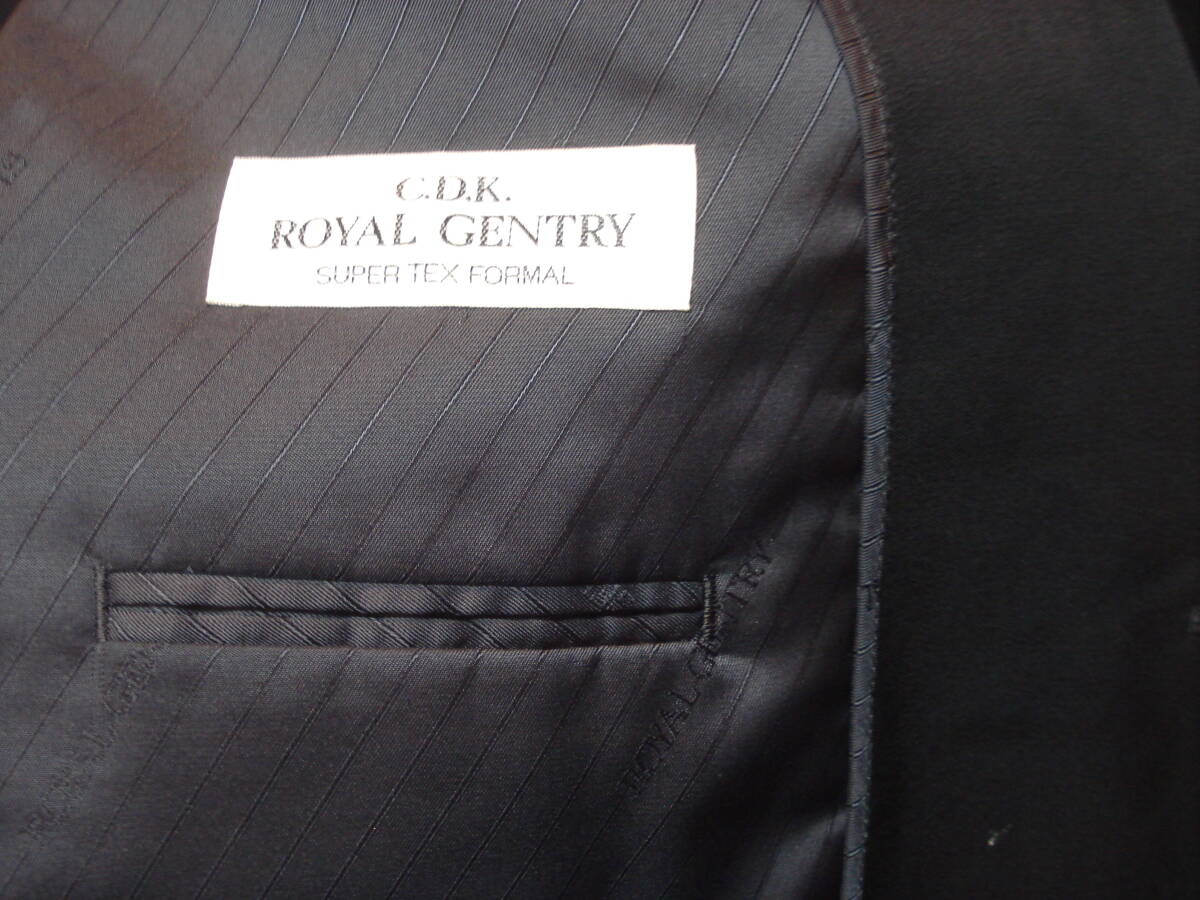 C.D.K.
ROYAL GENTRY
SUPER TEX FORMAL
ROYAL GENTRY